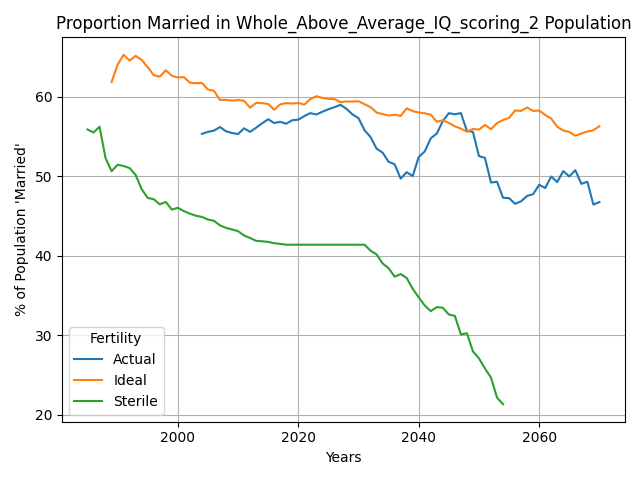 Proportion Married in Whole_Above_Average_IQ_scoring_2 Population
% of Population 'Married'
60
50
40
30
20
Fertility
Actual
Ideal
Sterile
2000 2020 2040 2060
Years